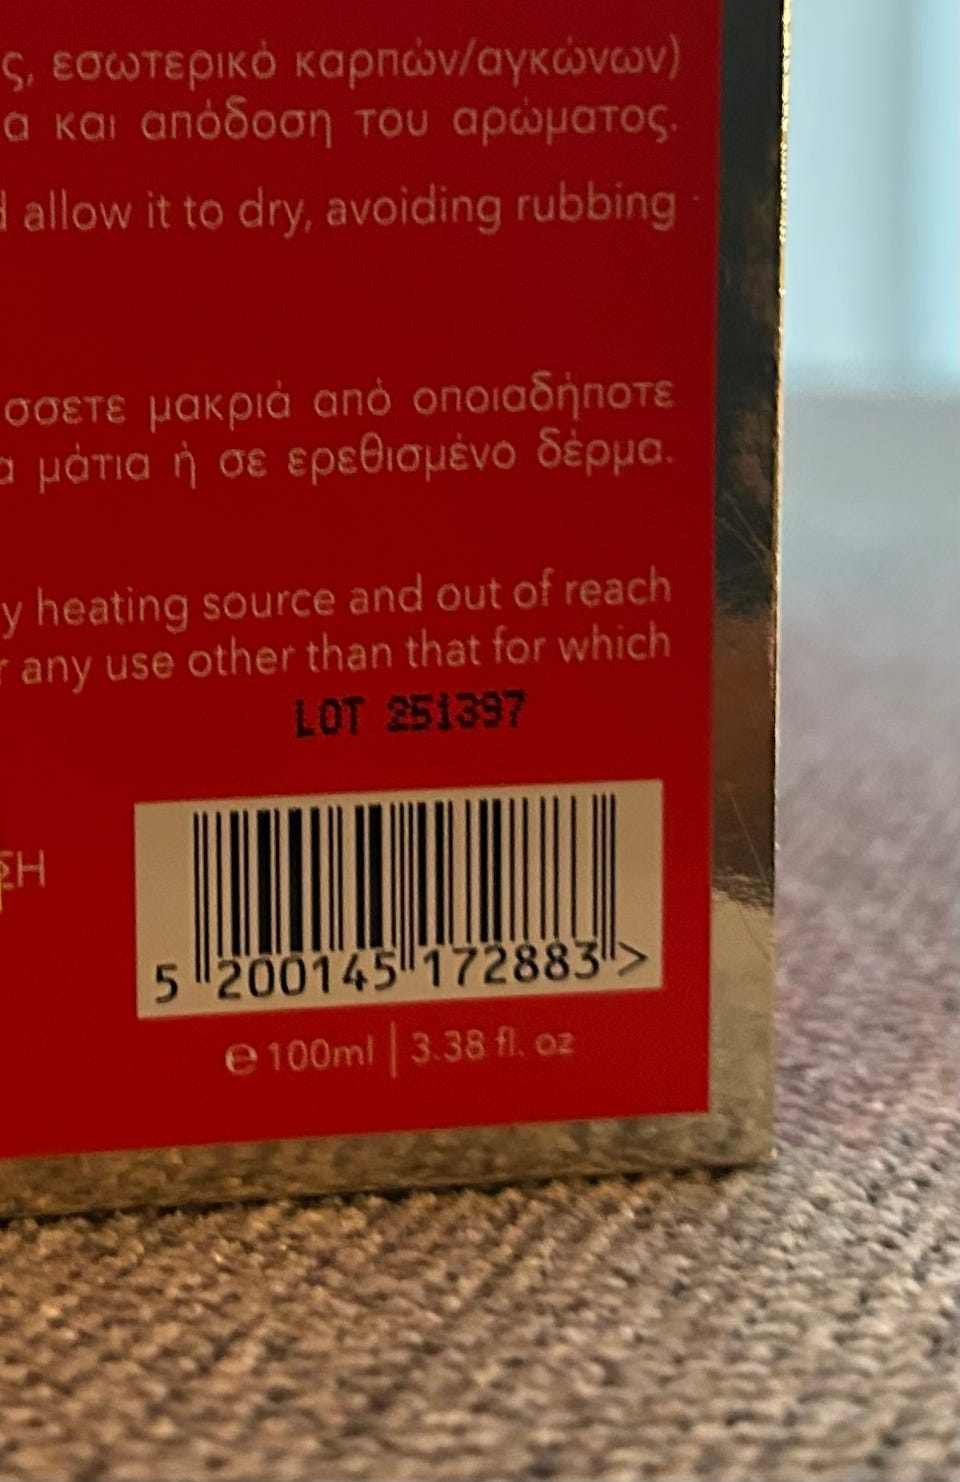 ς, εσωτερικό καρπών/αγκώνων)
α και απόδοση του αρώματος.
d allow it to dry, avoiding rubbing
σσετε μακριά από οποιαδήποτε
α μάτια ή σε ερεθισμένο δέρμα.
y heating source and out of reach
r any use other than that for which
LOT 251397
ΣΗ
5 200145 172883 >
e 100ml | 3.38 fl. oz